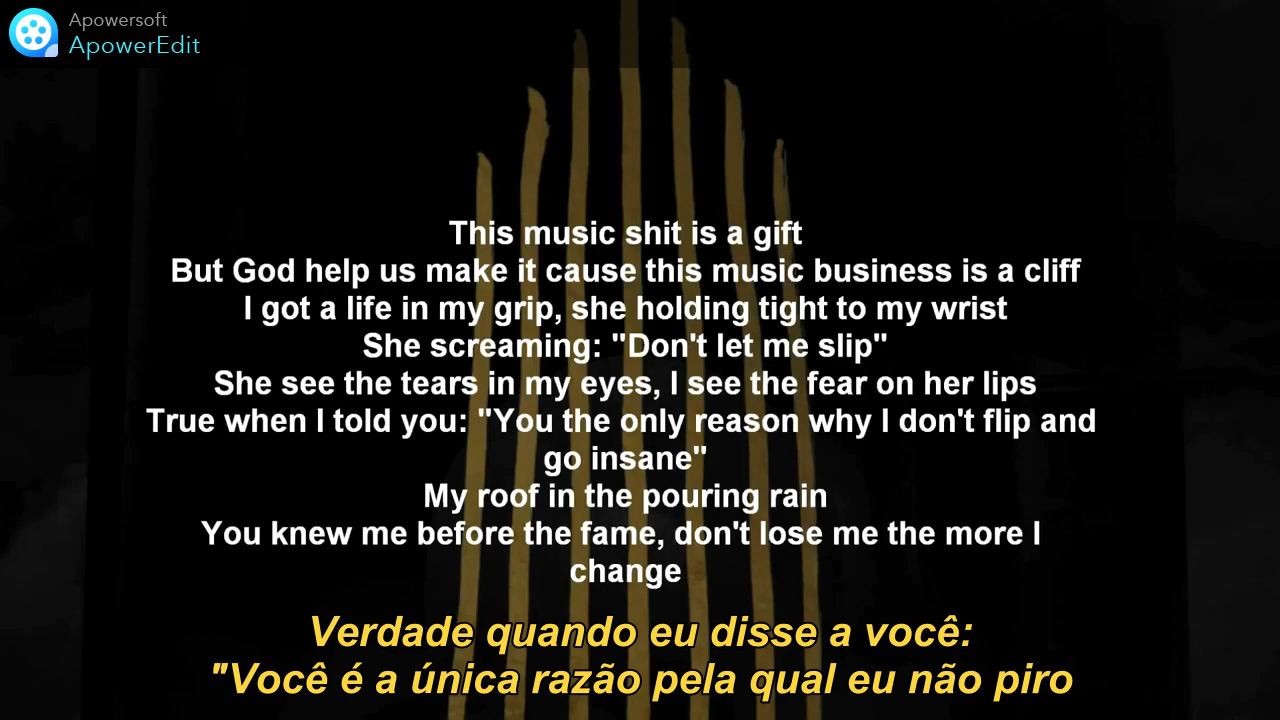 Apowersoft
ApowerEdit
This music shit is a gift
But God help us make it cause this music business is a cliff
I got a life in my grip, she holding tight to my wrist
She screaming: "Don't let me slip"
She see the tears in my eyes, I see the fear on her lips
True when I told you: "You the only reason why I don't flip and
go insane"
My roof in the pouring rain
You knew me before the fame, don't lose me the more I
change
Verdade quando eu disse a você:
"Você é a única razão pela qual eu não piro